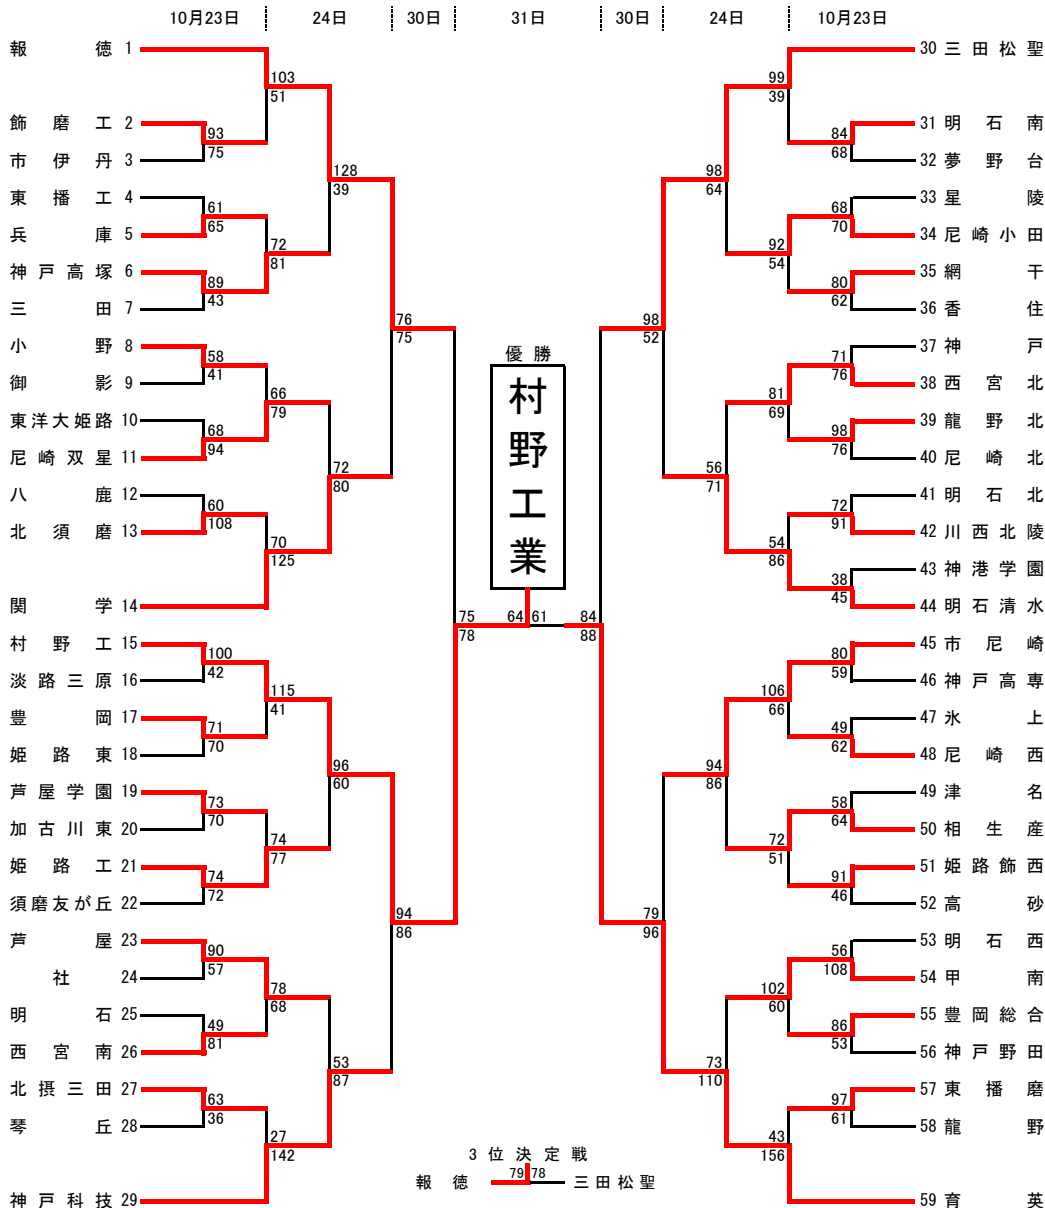 10月23日 24日 30日 31日 30日 24日 10月23日
報徳 1
飾磨工 2
市伊丹 3
東播工 4
兵庫 5
神戸高塚 6
三田 7
小野 8
御影 9
東洋大姫路 10
尼崎双星 11
八鹿 12
北須磨 13
関学 14
村野工 15
淡路三原 16
豊岡 17
姫路東 18
芦屋学園 19
加古川東 20
姫路工 21
須磨友が丘 22
芦屋 23
社 24
明石 25
西宮南 26
北摂三田 27
琴丘 28
神戸科技 29
93
75
61
65
89
43
58
41
68
94
60
108
100
42
71
70
73
70
74
72
90
57
49
81
63
36
103
51
72
81
66
79
70
125
115
41
74
77
78
68
27
142
128
39
72
80
96
60
53
87
76
75
94
86
75
78
優勝
村野工業
64 61
84
88
98
52
79
96
98
64
56
71
94
86
73
110
99
39
92
54
81
69
54
86
106
66
72
51
102
60
43
156
84
68
68
70
80
62
71
76
98
76
72
91
38
45
80
59
49
62
58
64
91
46
56
108
86
53
97
61
30 三田松聖
31 明石南
32 夢野台
33 星陵
34 尼崎小田
35 網干
36 香住
37 神戸
38 西宮北
39 龍野北
40 尼崎北
41 明石北
42 川西北陵
43 神港学園
44 明石清水
45 市尼崎
46 神戸高専
47 氷上
48 尼崎西
49 津名
50 相生産
51 姫路飾西
52 高砂
53 明石西
54 甲南
55 豊岡総合
56 神戸野田
57 東播磨
58 龍野
59 育英
3位決定戦
報徳 79 78 三田松聖